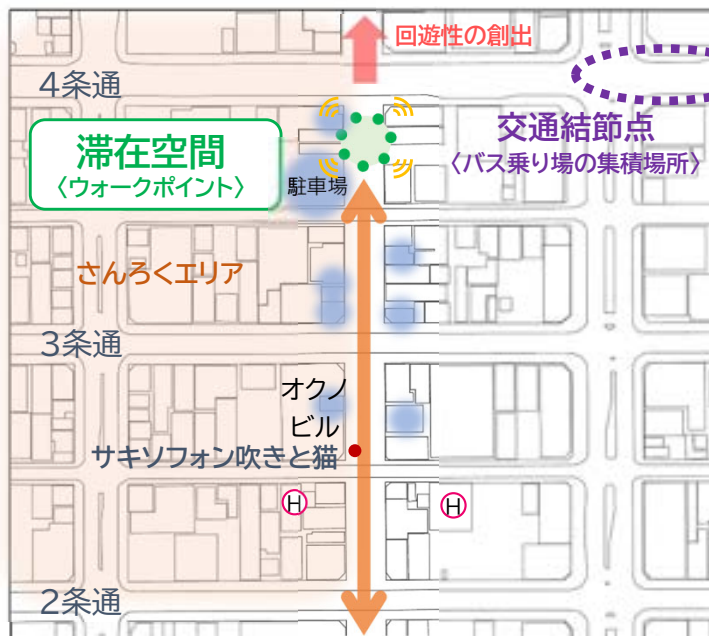 回遊性の創出
4条通
滞在空間
〈ウォークポイント〉
交通結節点
〈バス乗り場の集積場所〉
駐車場
さんろくエリア
3条通
オクノ
ビル
サキソフォン吹きと猫
H
H
2条通